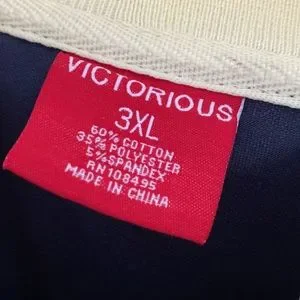 VICTORIOUS
3XL
60% COTTON
35% POLYESTER
5% SPANDEX
RN108495
MADE IN CHINA